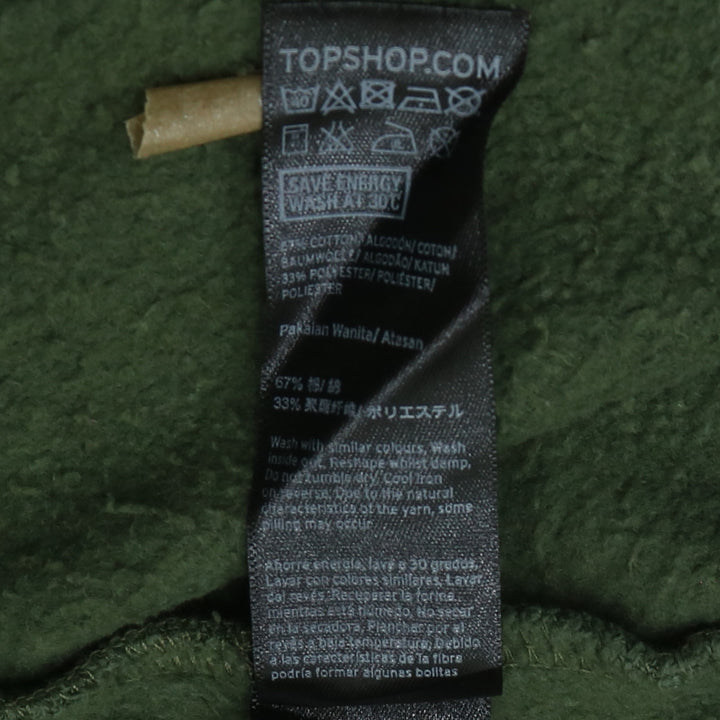 TOPSHOP.COM
40
SAVE ENERGY
WASH AT 30.C
67% COTTON/ ALGODÓN/ COTON/
BAUMWOLLE/ ALGODÃO/ KATUN
33% POLYESTER/ POLIÉSTER/
POLIESTER
Pakaian Wanita/ Atasan
67% 棉/ 綿
33% 聚酯纤维/ ポリエステル
Wash with similar colours, Wash
inside out, Reshape whilst damp,
Do not tumble dry, Cool Iron
on reverse. Due to the natural
characteristics of the yarn, some
pilling may occur
Ahorre energía, lave a 30 grados,
Lavar con colores similares, Lavar
del revés, Recuperar la forma
mientras está húmedo, No secar
en la secadora, Planchar por el
revés a baja temperatura, Debido
a las características de la fibra
podría formar algunas bolitas